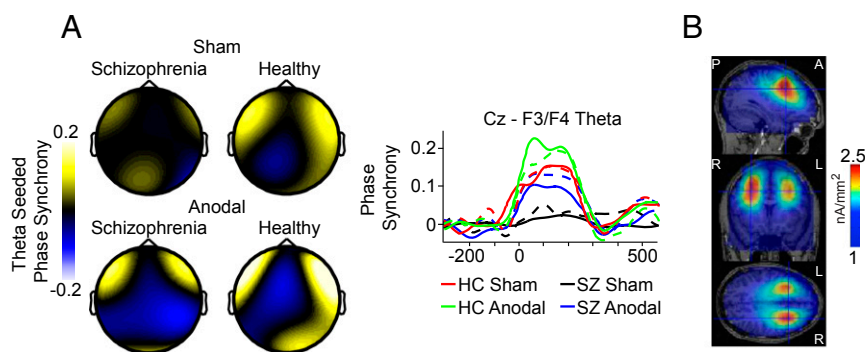 A
Sham
Schizophrenia Healthy
0.2
Theta Seeded
Phase Synchrony
-0.2
Anodal
Schizophrenia Healthy
Cz - F3/F4 Theta
Phase
Synchrony
0.2
0.1
0
-200 0 200 500
HC Sham SZ Sham
HC Anodal SZ Anodal
B
P A
R L
L
R
2.5
nA/mm²
1